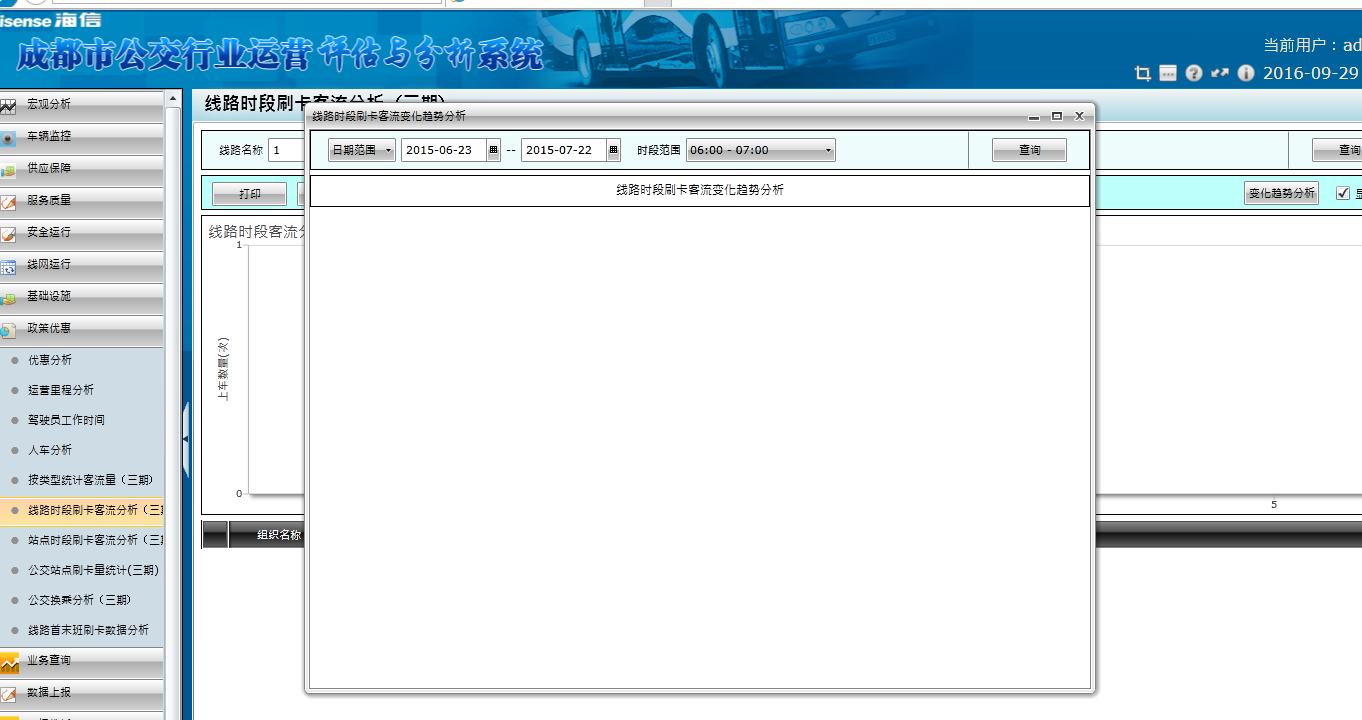 isense 海信
成都市公交行业运营评估与分析系统
当前用户：ad
2016-09-29
宏观分析
车辆监控
供应保障
服务质量
安全运行
线网运行
基础设施
政策优惠
优惠分析
运营里程分析
驾驶员工作时间
人车分析
按类型统计客流量（三期）
线路时段刷卡客流分析（三
站点时段刷卡客流分析（三
公交站点刷卡量统计(三期)
公交换乘分析（三期）
线路首末班刷卡数据分析
业务查询
数据上报
线路时段刷卡客流分析（三期）
线路名称 1
查询
打印
变化趋势分析
线路时段客流分
1
上车数量(次)
0
5
组织名称
线路时段刷卡客流变化趋势分析
日期范围 2015-06-23 -- 2015-07-22 时段范围 06:00 - 07:00 查询
线路时段刷卡客流变化趋势分析